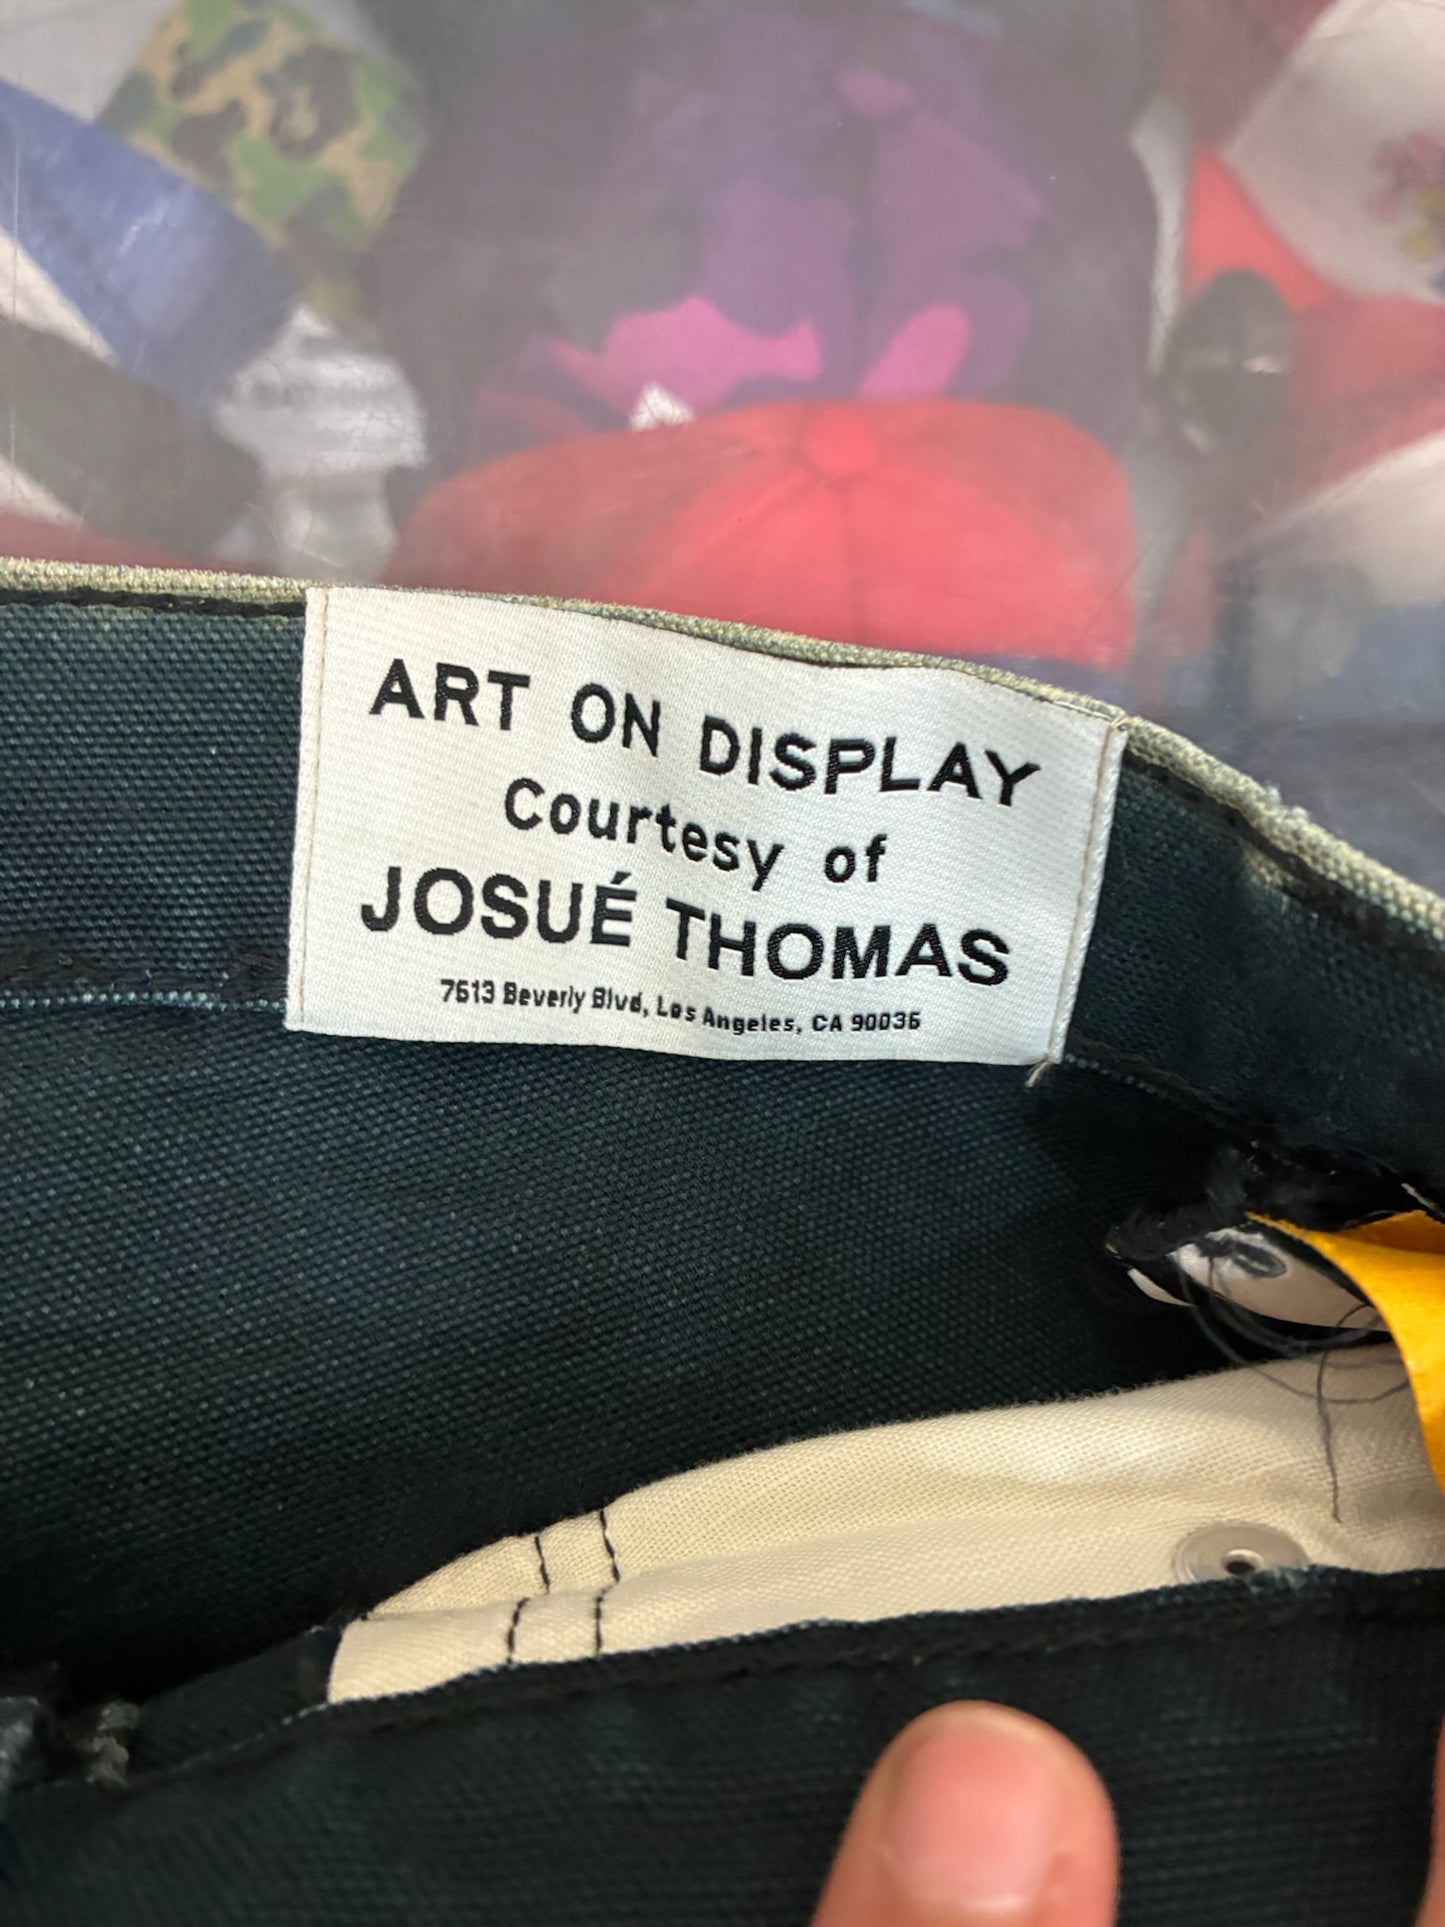 ART ON DISPLAY
Courtesy of
JOSUÉ THOMAS
7613 Beverly Blvd, Los Angeles, CA 90036